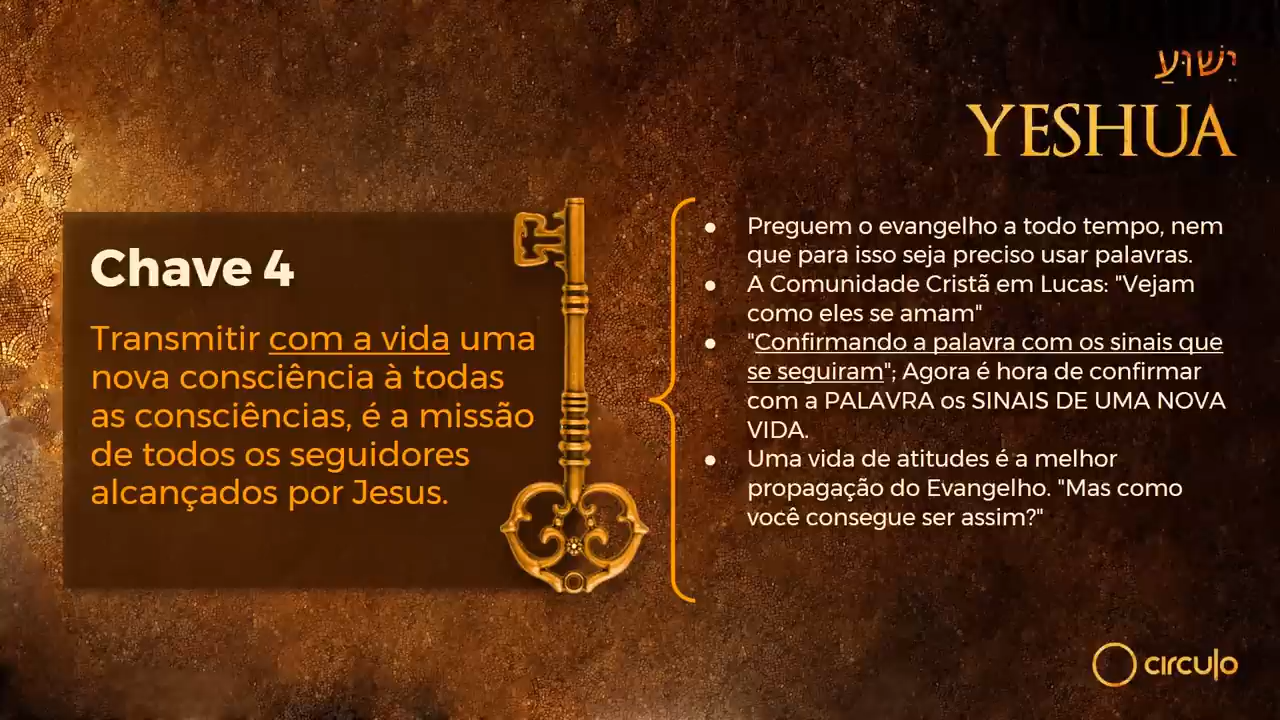 יֵשׁוּעַ
YESHUA
Chave 4
Transmitir com a vida uma
nova consciência à todas
as consciências, é a missão
de todos os seguidores
alcançados por Jesus.
● Preguem o evangelho a todo tempo, nem
que para isso seja preciso usar palavras.
● A Comunidade Cristã em Lucas: "Vejam
como eles se amam"
● "Confirmando a palavra com os sinais que
se seguiram"; Agora é hora de confirmar
com a PALAVRA os SINAIS DE UMA NOVA
VIDA.
● Uma vida de atitudes é a melhor
propagação do Evangelho. "Mas como
você consegue ser assim?"
circulo